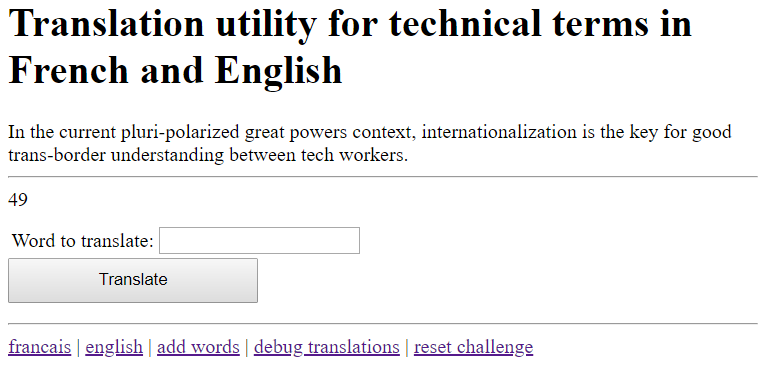 Translation utility for technical terms in
French and English
In the current pluri-polarized great powers context, internationalization is the key for good
trans-border understanding between tech workers.
49
Word to translate:
Translate
francais | english | add words | debug translations | reset challenge